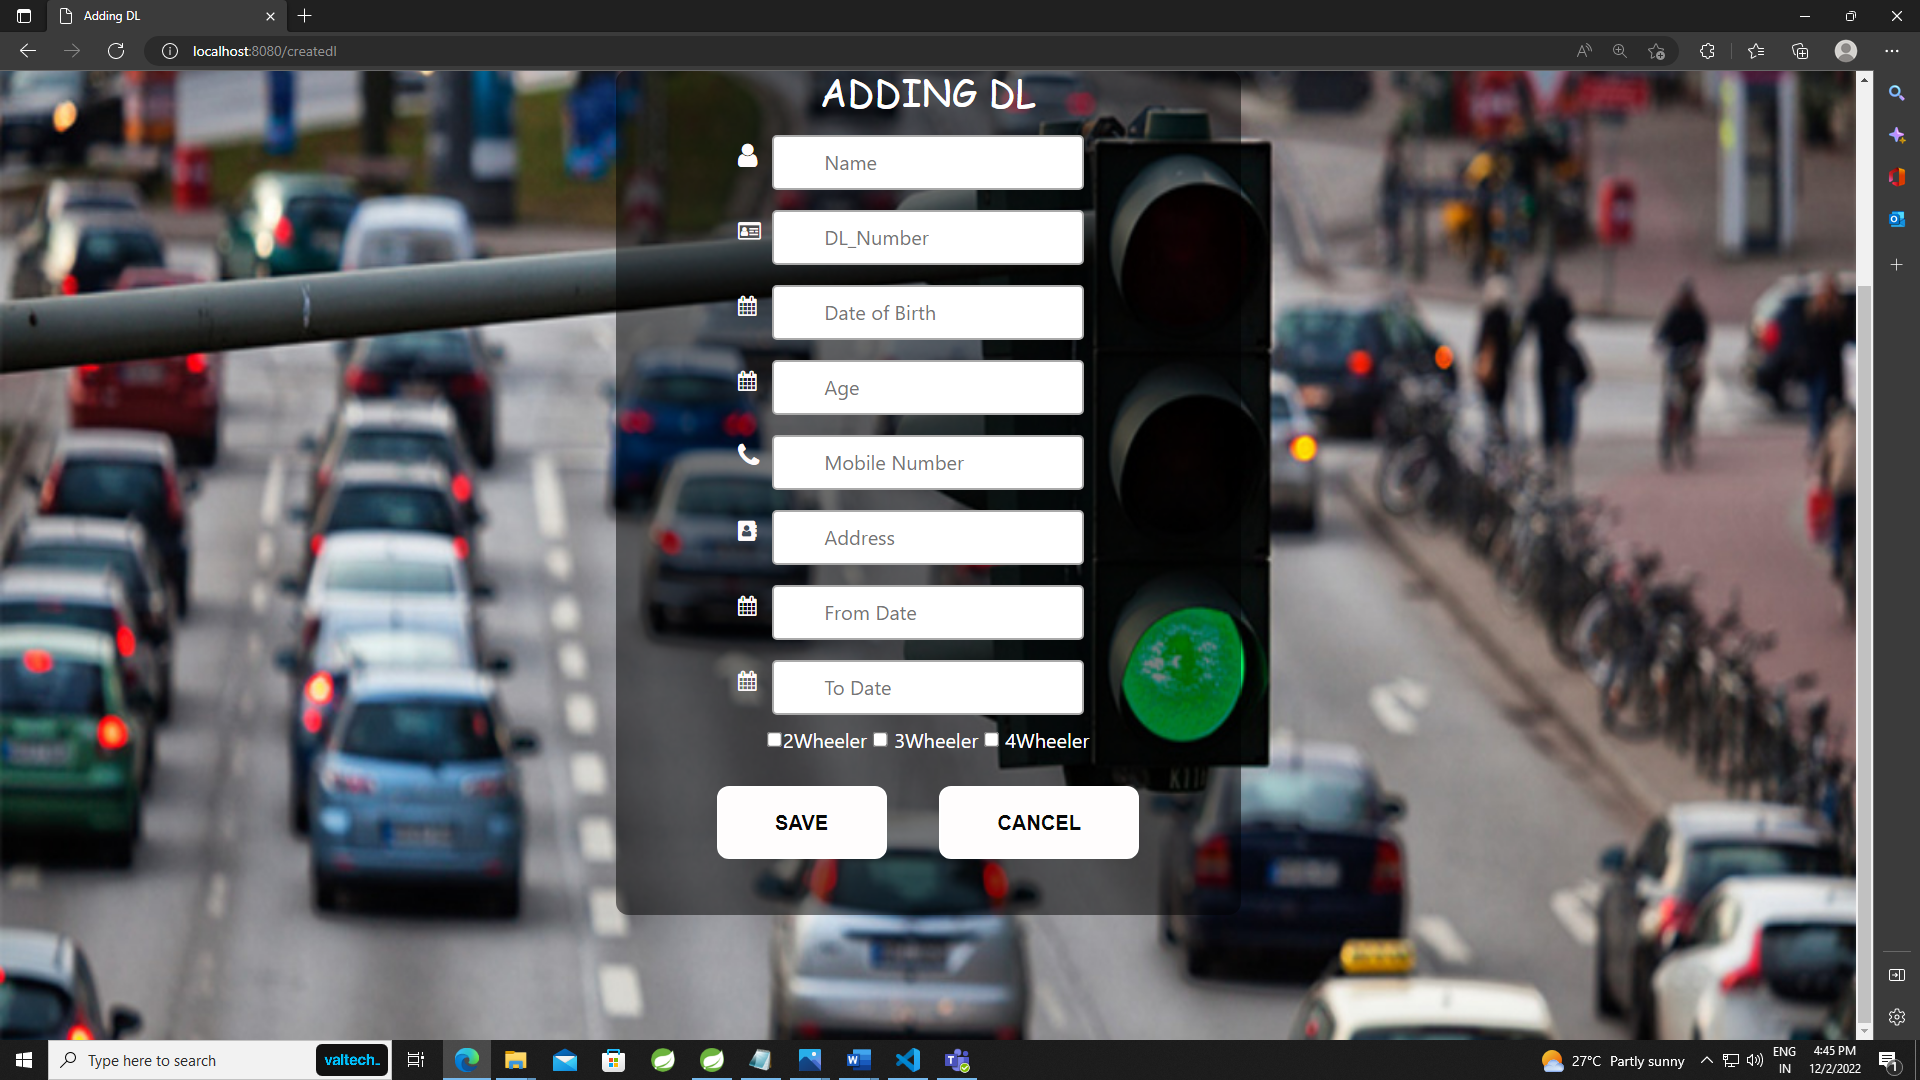 Adding DL
localhost:8080/createdl
ADDING DL
Name
DL_Number
Date of Birth
Age
Mobile Number
Address
From Date
To Date
2Wheeler 3Wheeler 4Wheeler
SAVE CANCEL
Type here to search
valtech_
27°C Partly sunny
ENG
IN
4:45 PM
12/2/2022
1